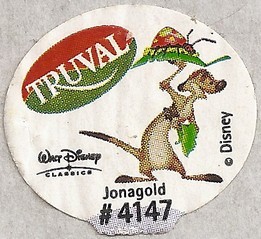 TRUVAL
WALT DISNEY
CLASSICS
© Disney
Jonagold
# 4147